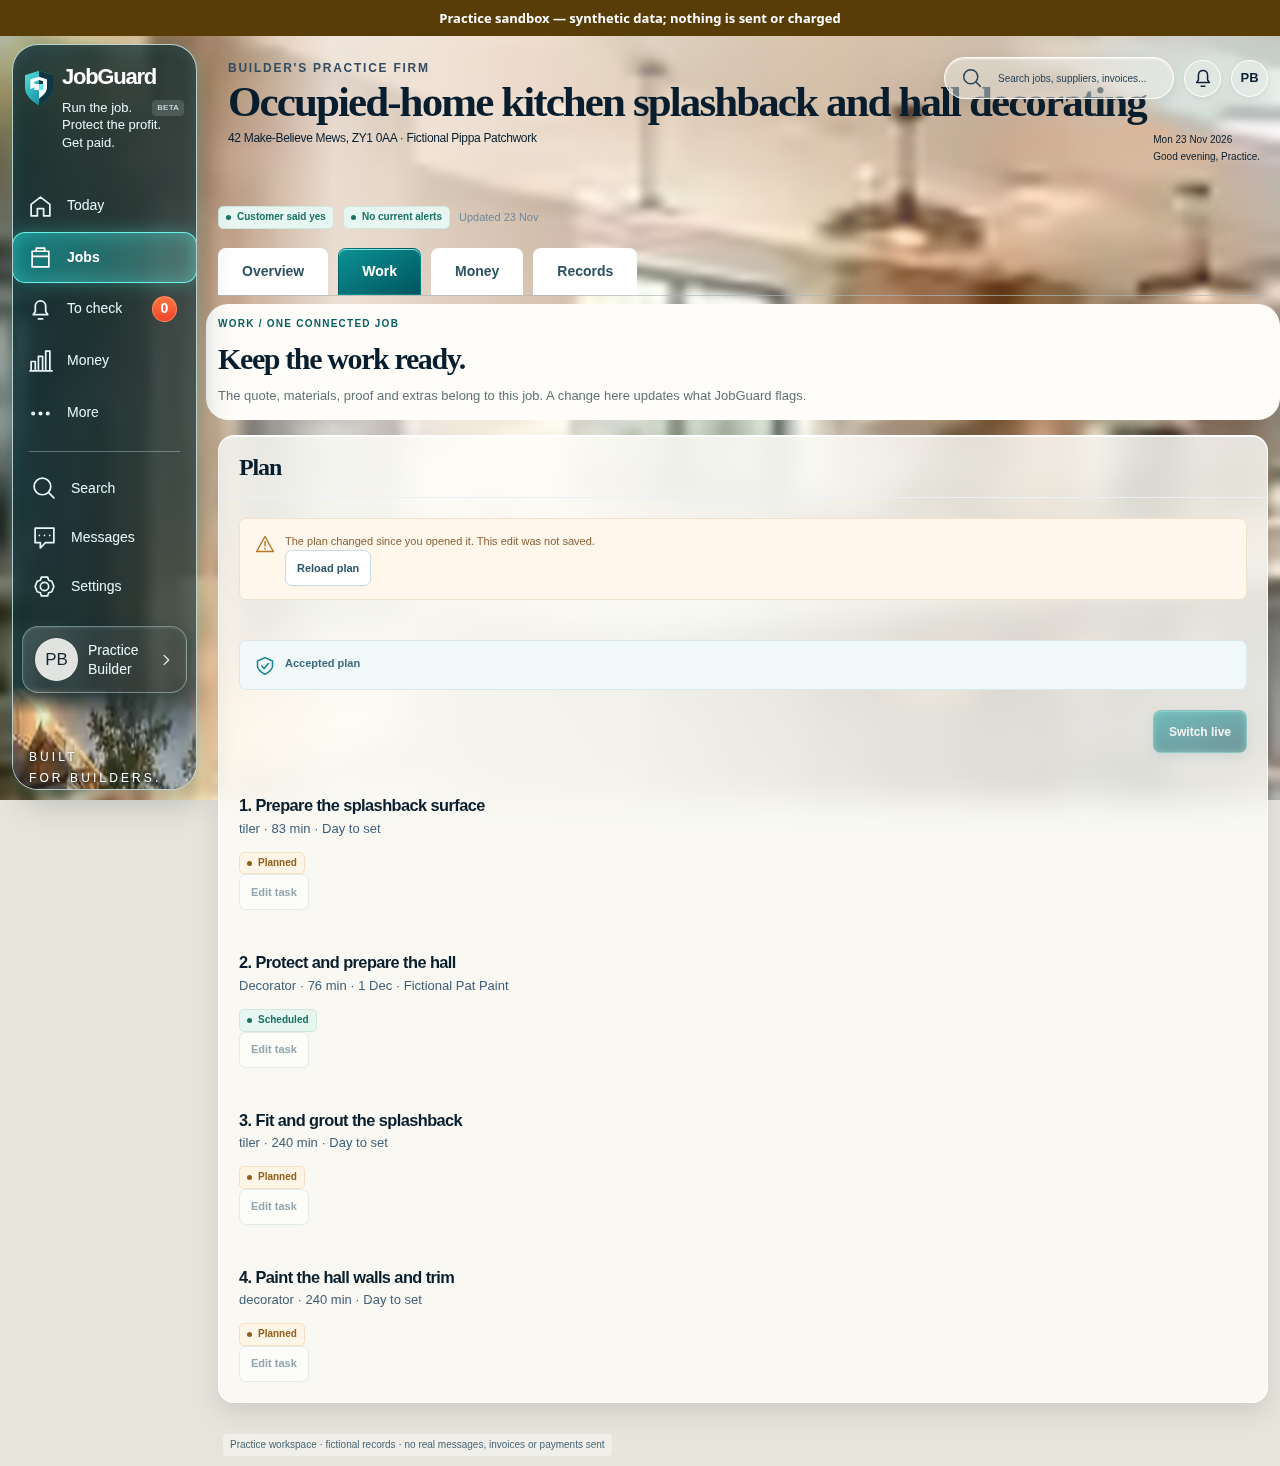 Practice sandbox — synthetic data; nothing is sent or charged
JobGuard
Run the job.
BETA
Protect the profit.
Get paid.
Today
Jobs
To check
0
Money
More
Search
Messages
Settings
PB
Practice
Builder
BUILT
FOR BUILDERS.
BUILDER'S PRACTICE FIRM
Occupied-home kitchen splashback and hall decorating
42 Make-Believe Mews, ZY1 0AA · Fictional Pippa Patchwork
Search jobs, suppliers, invoices...
PB
Mon 23 Nov 2026
Good evening, Practice.
Customer said yes
No current alerts
Updated 23 Nov
Overview
Work
Money
Records
WORK / ONE CONNECTED JOB
Keep the work ready.
The quote, materials, proof and extras belong to this job. A change here updates what JobGuard flags.
Plan
The plan changed since you opened it. This edit was not saved.
Reload plan
Accepted plan
Switch live
1. Prepare the splashback surface
tiler · 83 min · Day to set
Planned
Edit task
2. Protect and prepare the hall
Decorator · 76 min · 1 Dec · Fictional Pat Paint
Scheduled
Edit task
3. Fit and grout the splashback
tiler · 240 min · Day to set
Planned
Edit task
4. Paint the hall walls and trim
decorator · 240 min · Day to set
Planned
Edit task
Practice workspace · fictional records · no real messages, invoices or payments sent